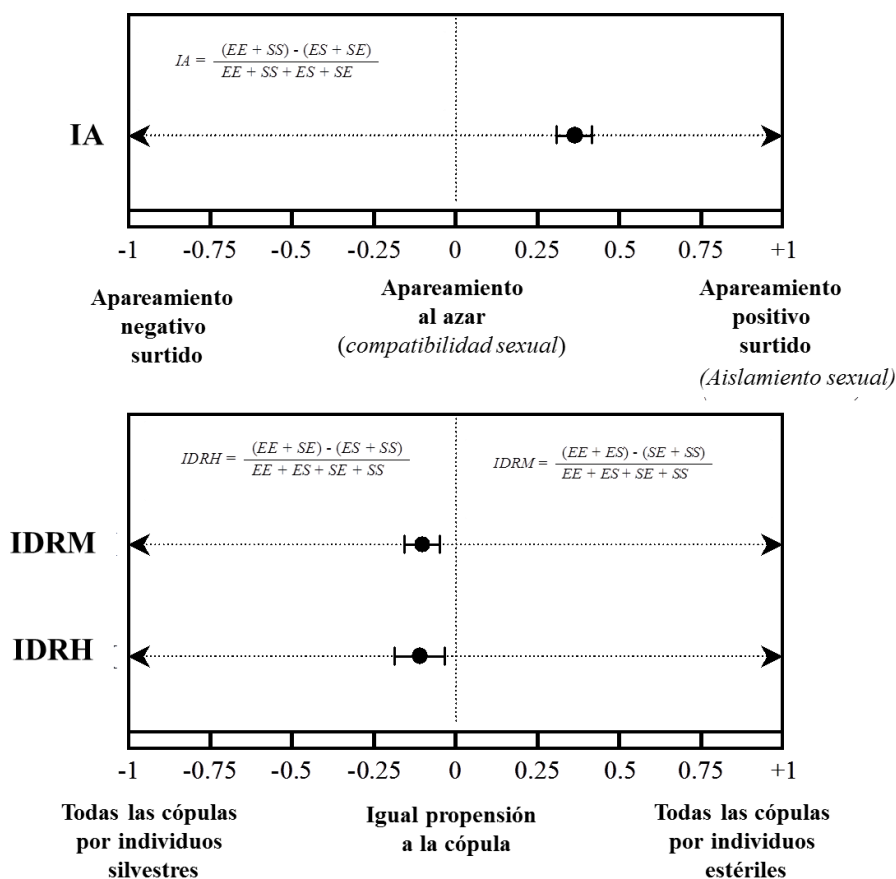 IA = (EE + SS) - (ES + SE)
EE + SS + ES + SE
IA
-1 -0.75 -0.5 -0.25 0 0.25 0.5 0.75 +1
Apareamiento
negativo
surtido
Apareamiento
al azar
(compatibilidad sexual)
Apareamiento
positivo
surtido
(Aislamiento sexual)
IDRH = (EE + SE) - (ES + SS)
EE + ES + SE + SS
IDRM = (EE + ES) - (SE + SS)
EE + ES + SE + SS
IDRM
IDRH
-1 -0.75 -0.5 -0.25 0 0.25 0.5 0.75 +1
Todas las cópulas
por individuos
silvestres
Igual propensión
a la cópula
Todas las cópulas
por individuos
estériles